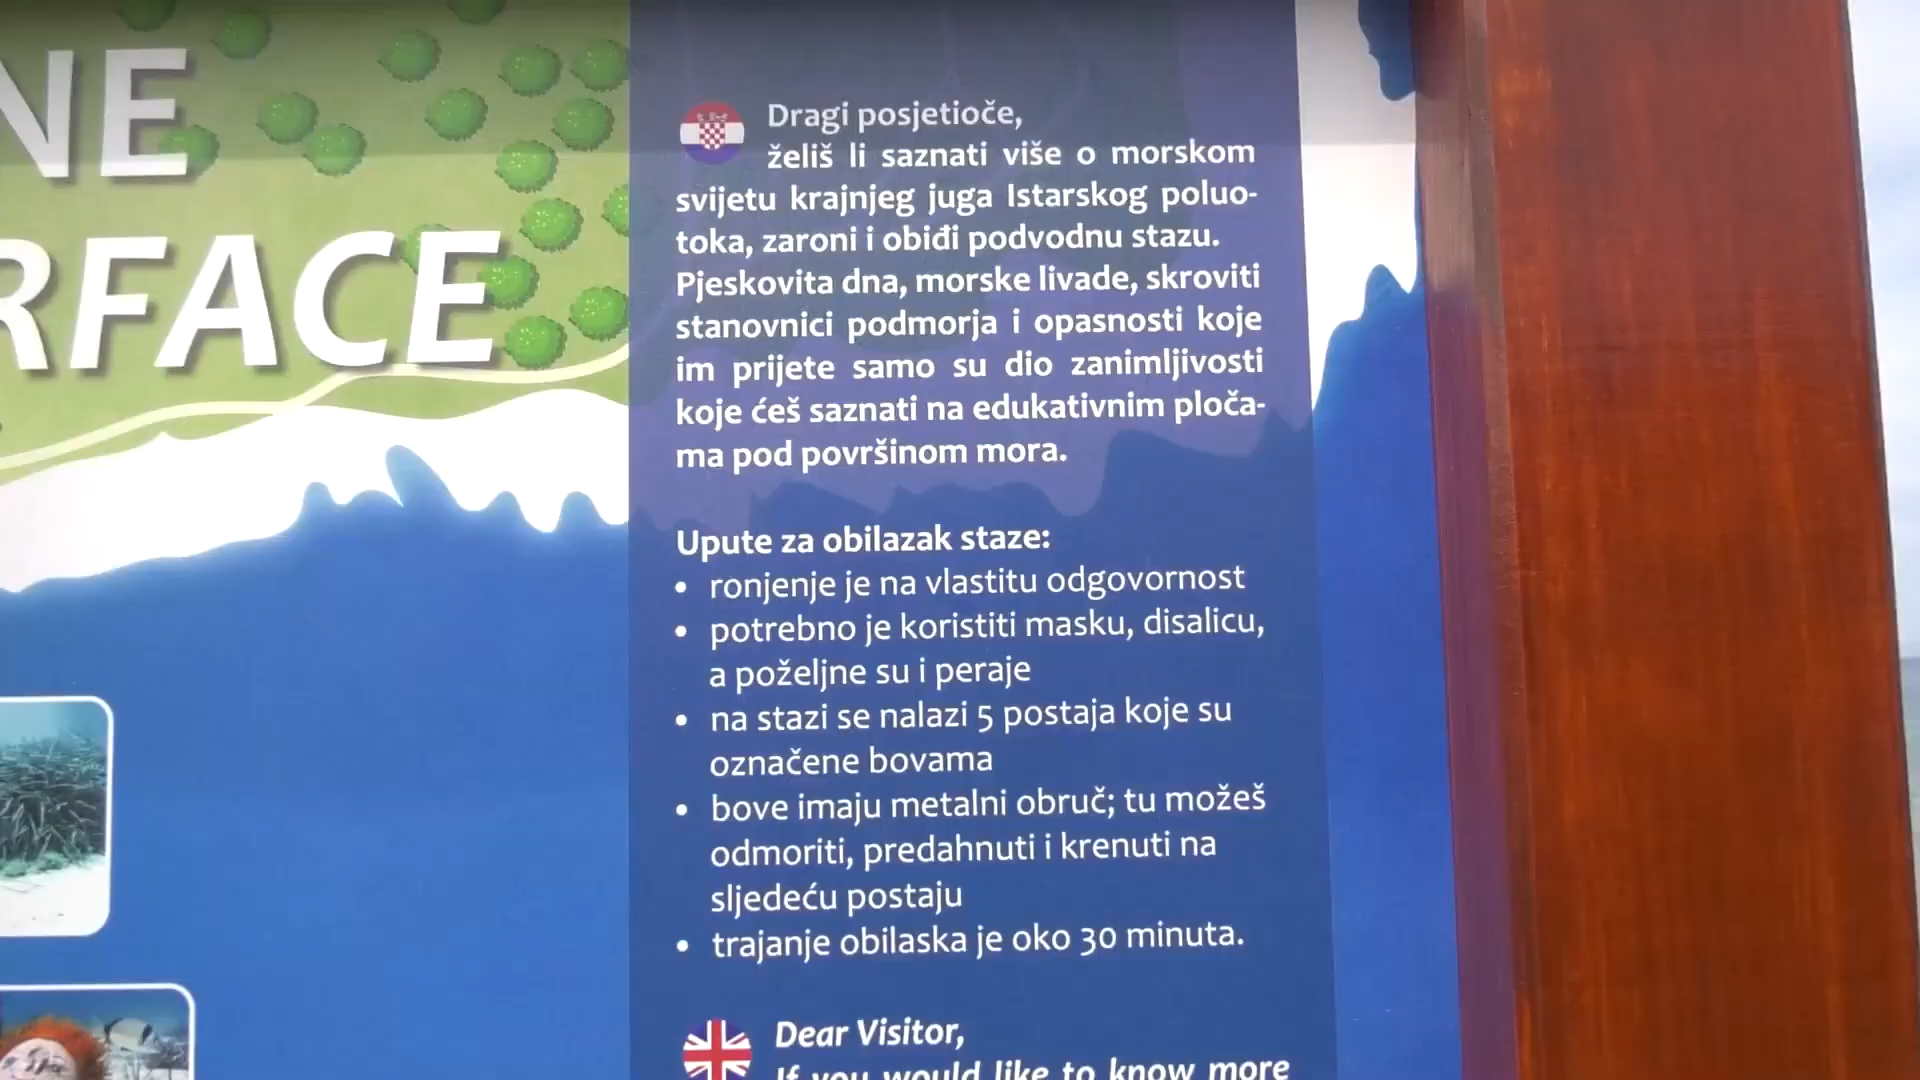 NE
RFACE
Dragi posjetioče,
želiš li saznati više o morskom
svijetu krajnjeg juga Istarskog poluo-
toka, zaroni i obiđi podvodnu stazu.
Pjeskovita dna, morske livade, skroviti
stanovnici podmorja i opasnosti koje
im prijete samo su dio zanimljivosti
koje ćeš saznati na edukativnim ploča-
ma pod površinom mora.
Upute za obilazak staze:
• ronjenje je na vlastitu odgovornost
• potrebno je koristiti masku, disalicu,
a poželjne su i peraje
• na stazi se nalazi 5 postaja koje su
označene bovama
• bove imaju metalni obruč; tu možeš
odmoriti, predahnuti i krenuti na
sljedeću postaju
• trajanje obilaska je oko 30 minuta.
Dear Visitor,
If you would like to know more